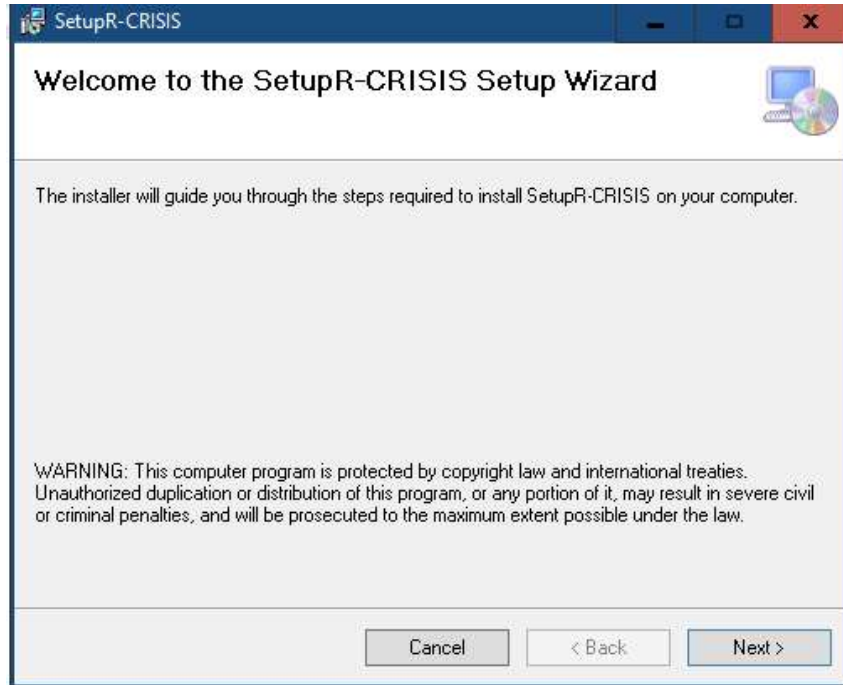 SetupR-CRISIS
Welcome to the SetupR-CRISIS Setup Wizard
The installer will guide you through the steps required to install SetupR-CRISIS on your computer.
WARNING: This computer program is protected by copyright law and international treaties.
Unauthorized duplication or distribution of this program, or any portion of it, may result in severe civil
or criminal penalties, and will be prosecuted to the maximum extent possible under the law.
Cancel
< Back
Next >